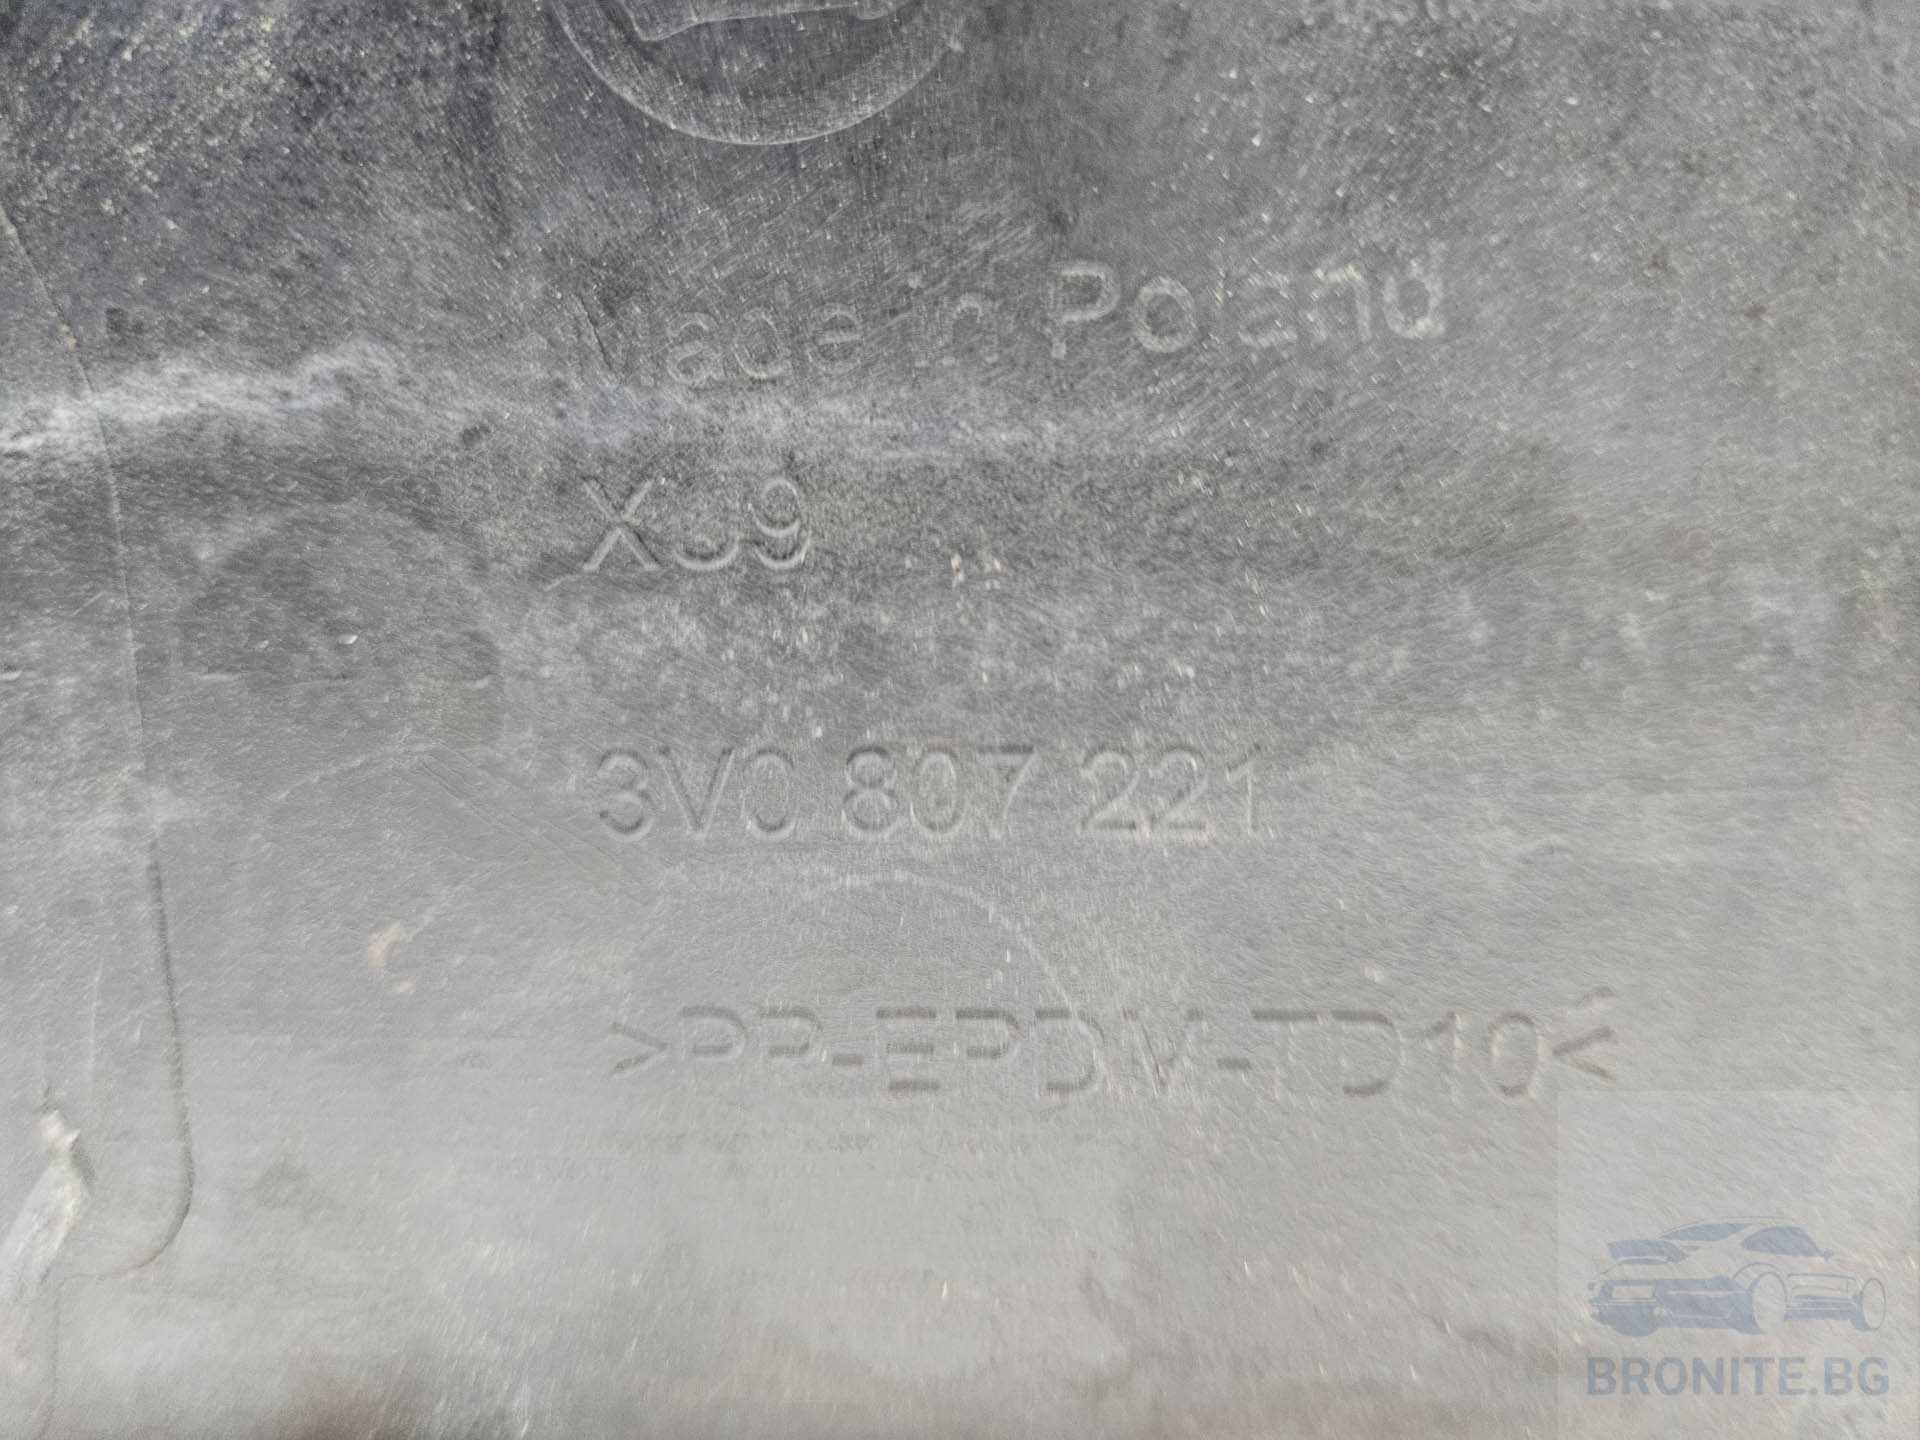 Made in Poland
X39
3V0 807 221
>PP-EPDM-TD10<
BRONITE.BG